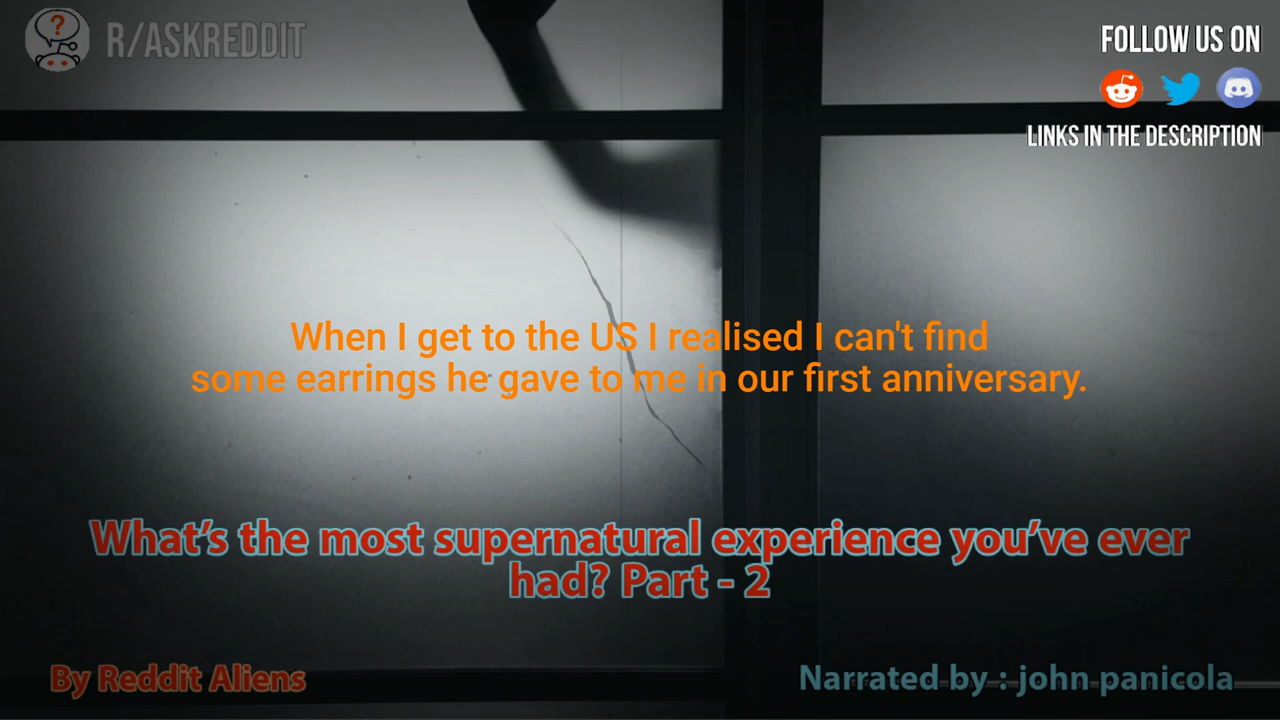 R/ASKREDDIT
FOLLOW US ON
LINKS IN THE DESCRIPTION
When I get to the US I realised I can't find
some earrings he gave to me in our first anniversary.
What's the most supernatural experience you've ever
had? Part - 2
By Reddit Aliens
Narrated by : john panicola